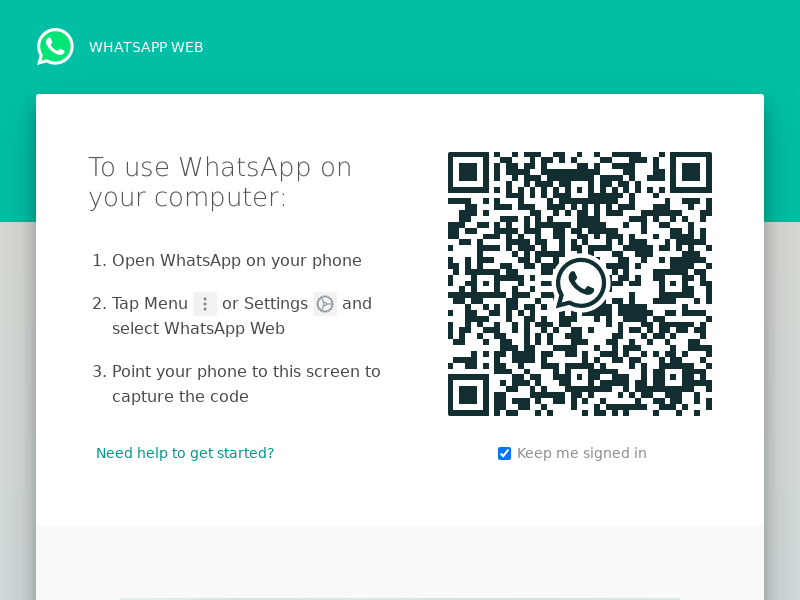 WHATSAPP WEB
To use WhatsApp on
your computer:
1. Open WhatsApp on your phone
2. Tap Menu or Settings and
select WhatsApp Web
3. Point your phone to this screen to
capture the code
Need help to get started?
Keep me signed in